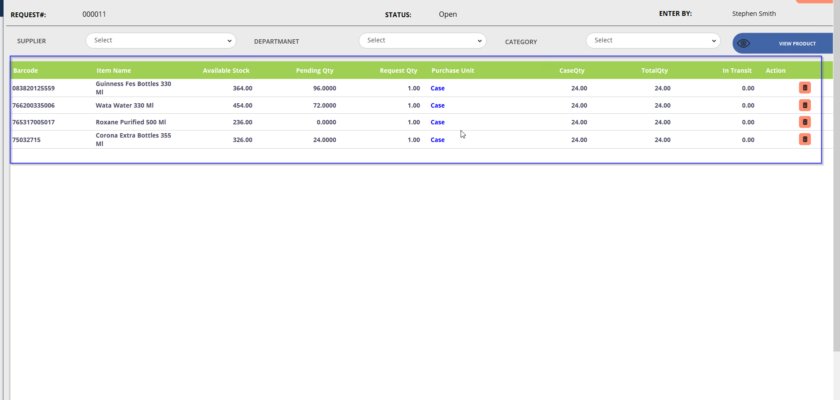 REQUEST#: 000011 STATUS: Open ENTER BY: Stephen Smith
SUPPLIER Select DEPARTMANET Select CATEGORY Select VIEW PRODUCT
Barcode Item Name Available Stock Pending Qty Request Qty Purchase Unit CaseQty TotalQty In Transit Action
083820125559 Guinness Fes Bottles 330 Ml 364.00 96.0000 1.00 Case 24.00 24.00 0.00
766200335006 Wata Water 330 Ml 454.00 72.0000 1.00 Case 24.00 24.00 0.00
765317005017 Roxane Purified 500 Ml 236.00 0.0000 1.00 Case 24.00 24.00 0.00
75032715 Corona Extra Bottles 355 Ml 326.00 24.0000 1.00 Case 24.00 24.00 0.00